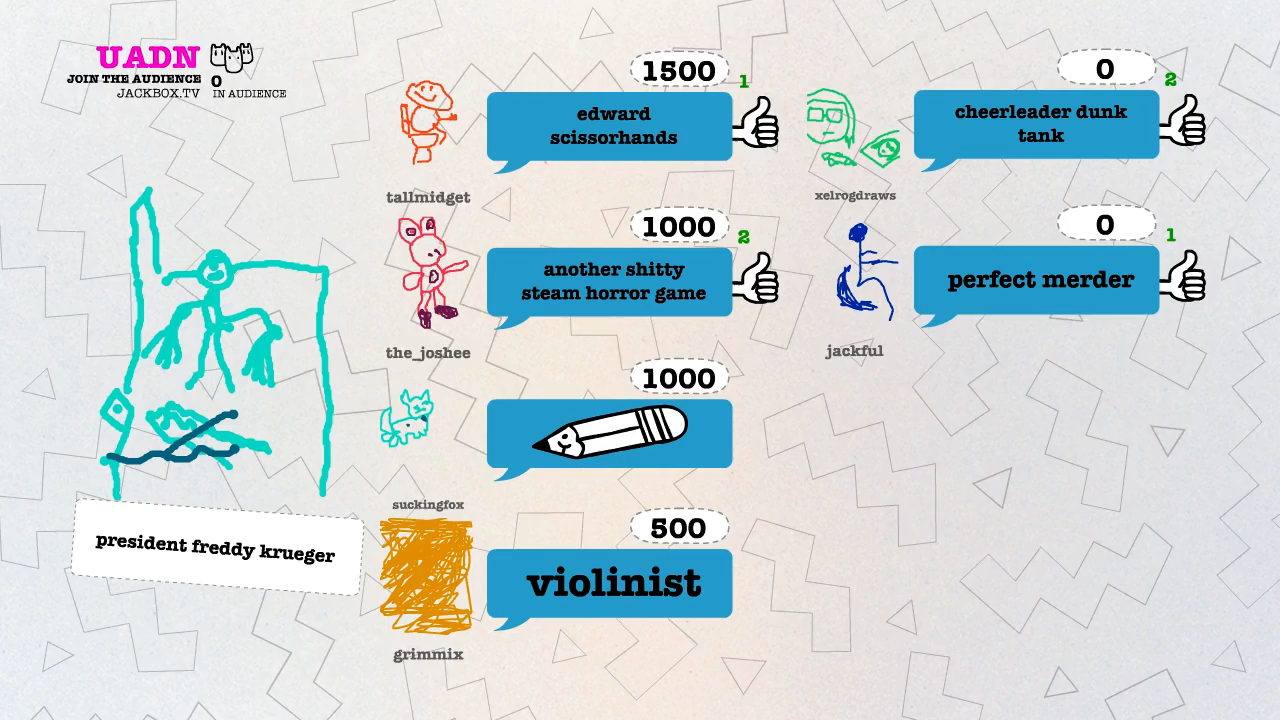 UADN
JOIN THE AUDIENCE
JACKBOX.TV
0
IN AUDIENCE
president freddy krueger
1500
1
edward
scissorhands
tallmidget
1000
2
another shitty
steam horror game
the_joshee
1000
suckingfox
500
violinist
grimmix
0
2
cheerleader dunk
tank
xelrogdraws
0
1
perfect merder
jackful